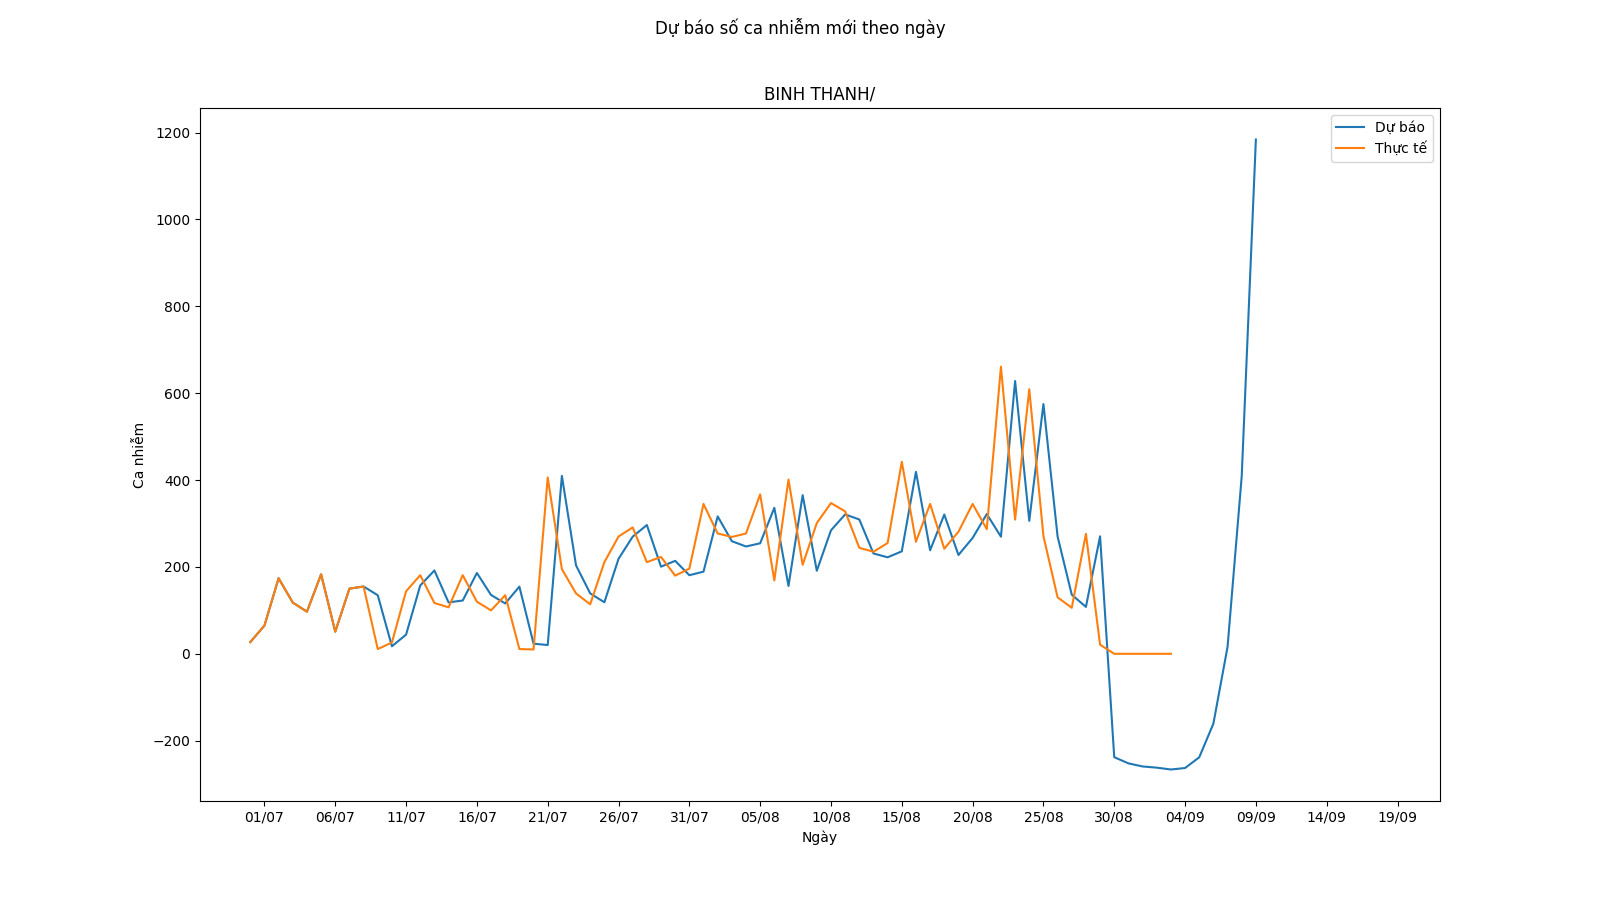 Dự báo số ca nhiễm mới theo ngày
BINH THANH/
Dự báo
Thực tế
1200
1000
800
600
400
200
0
−200
Ca nhiễm
01/07 06/07 11/07 16/07 21/07 26/07 31/07 05/08 10/08 15/08 20/08 25/08 30/08 04/09 09/09 14/09 19/09
Ngày